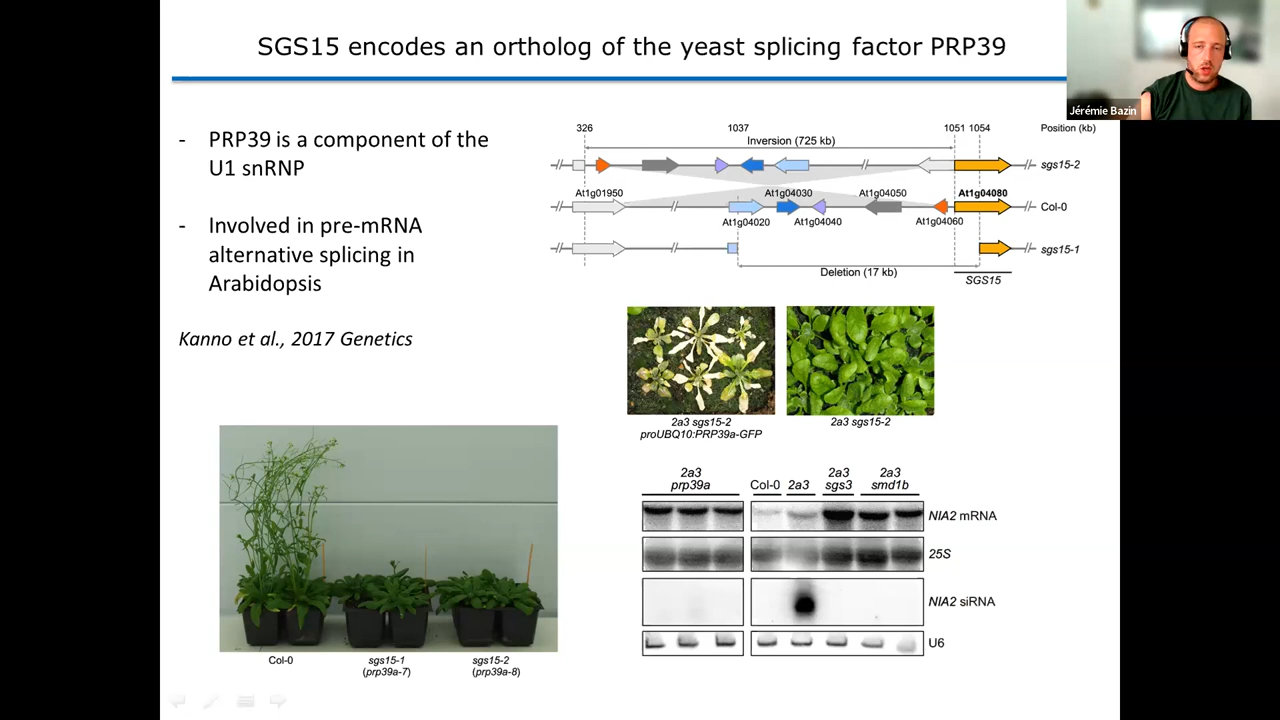 SGS15 encodes an ortholog of the yeast splicing factor PRP39
Jérémie Bazin
- PRP39 is a component of the
U1 snRNP
- Involved in pre-mRNA
alternative splicing in
Arabidopsis
Kanno et al., 2017 Genetics
326 1037 1051 1054 Position (kb)
Inversion (725 kb)
sgs15-2
At1g01950 At1g04030 At1g04050 At1g04080
Col-0
At1g04020 At1g04040 At1g04060
sgs15-1
Deletion (17 kb)
SGS15
2a3 sgs15-2
proUBQ10:PRP39a-GFP
2a3 sgs15-2
2a3
prp39a
Col-0 2a3
2a3
sgs3
2a3
smd1b
NIA2 mRNA
25S
NIA2 siRNA
U6
Col-0
sgs15-1
(prp39a-7)
sgs15-2
(prp39a-8)